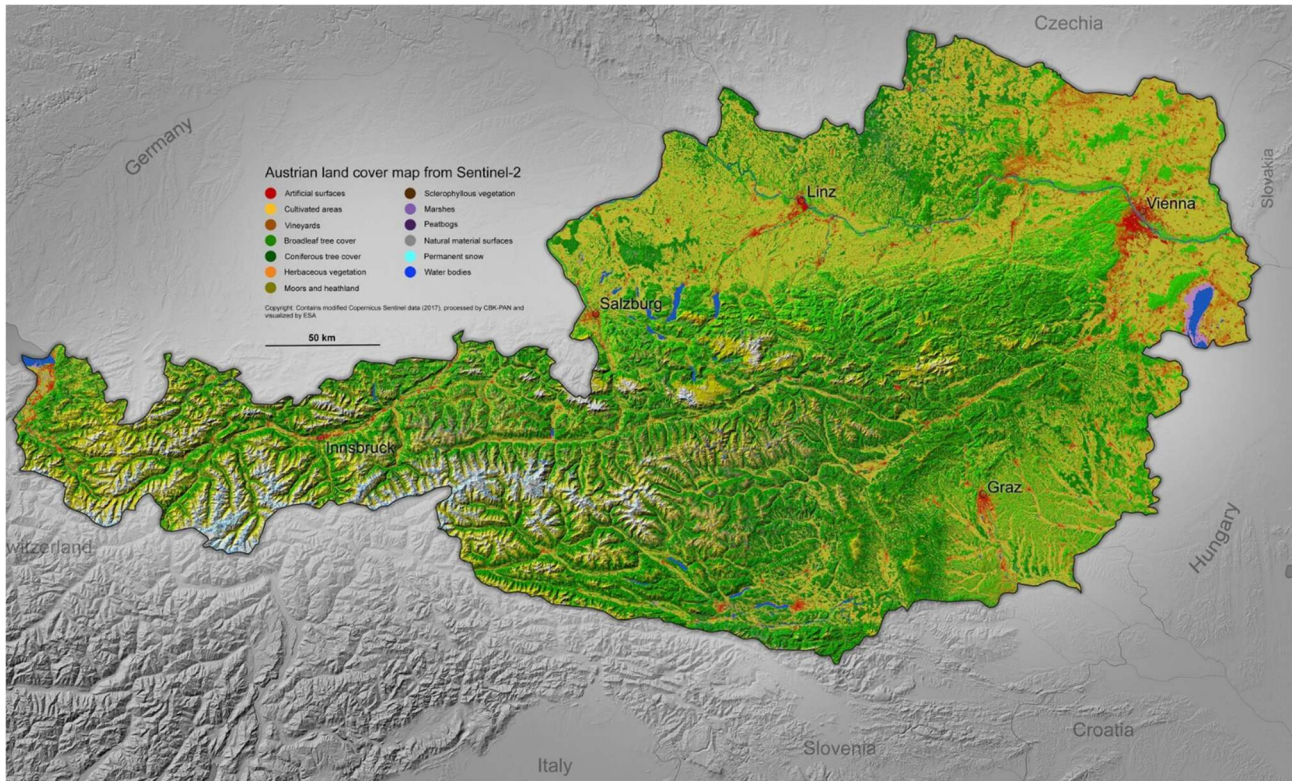 Czechia
Germany
Slovakia
Austrian land cover map from Sentinel-2
Artificial surfaces
Cultivated areas
Vineyards
Broadleaf tree cover
Coniferous tree cover
Herbaceous vegetation
Moors and heathland
Sclerophyllous vegetation
Marshes
Peatbogs
Natural material surfaces
Permanent snow
Water bodies
Copyright: Contains modified Copernicus Sentinel data (2017), processed by CBK-PAN and
visualized by ESA
50 km
Linz
Vienna
Salzburg
Innsbruck
Graz
witzerland
Hungary
Croatia
Slovenia
Italy